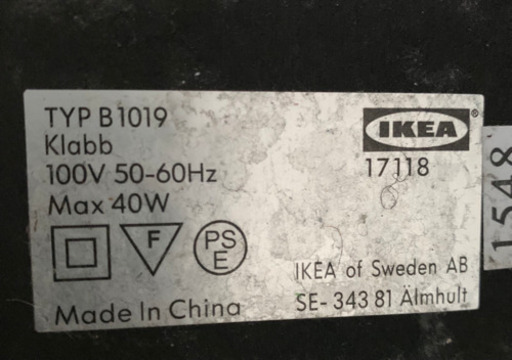 TYP B1019
Klabb
100V 50-60Hz
Max 40W
F
PS
E
Made In China
IKEA®
17118
IKEA of Sweden AB
SE- 343 81 Älmhult
1548